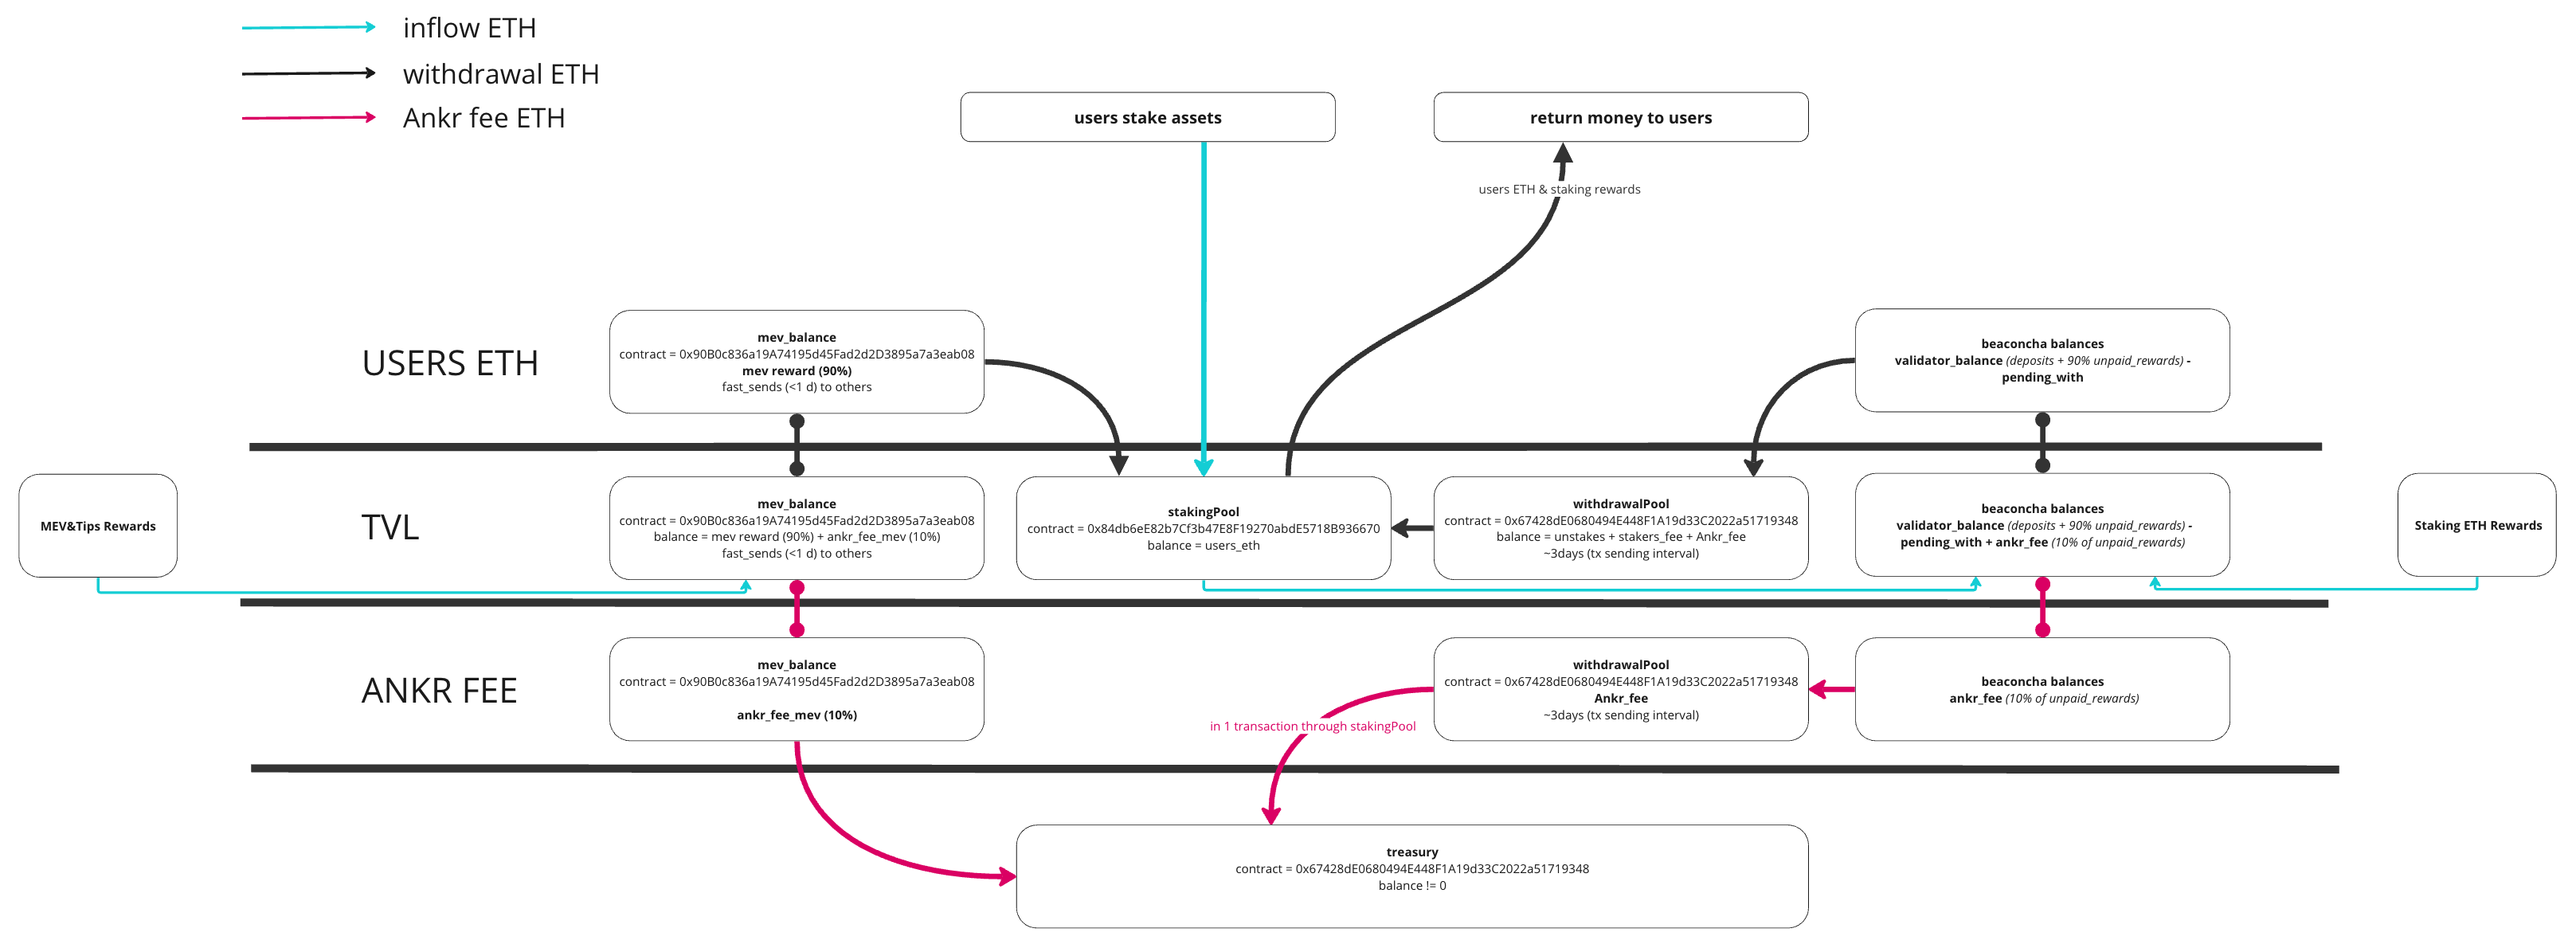 inflow ETH
withdrawal ETH
Ankr fee ETH
users stake assets
return money to users
users ETH & staking rewards
USERS ETH
mev_balance
contract = 0x90B0c836a19A74195d45Fad2d2D3895a7a3eab08
mev reward (90%)
fast_sends (<1 d) to others
beaconcha balances
validator_balance (deposits + 90% unpaid_rewards) -
pending_with
MEV&Tips Rewards
TVL
mev_balance
contract = 0x90B0c836a19A74195d45Fad2d2D3895a7a3eab08
balance = mev reward (90%) + ankr_fee_mev (10%)
fast_sends (<1 d) to others
stakingPool
contract = 0x84db6eE82b7Cf3b47E8F19270abdE5718B936670
balance = users_eth
withdrawalPool
contract = 0x67428dE0680494E448F1A19d33C2022a51719348
balance = unstakes + stakers_fee + Ankr_fee
~3days (tx sending interval)
beaconcha balances
validator_balance (deposits + 90% unpaid_rewards) -
pending_with + ankr_fee (10% of unpaid_rewards)
Staking ETH Rewards
ANKR FEE
mev_balance
contract = 0x90B0c836a19A74195d45Fad2d2D3895a7a3eab08
ankr_fee_mev (10%)
withdrawalPool
contract = 0x67428dE0680494E448F1A19d33C2022a51719348
Ankr_fee
~3days (tx sending interval)
beaconcha balances
ankr_fee (10% of unpaid_rewards)
in 1 transaction through stakingPool
treasury
contract = 0x67428dE0680494E448F1A19d33C2022a51719348
balance != 0